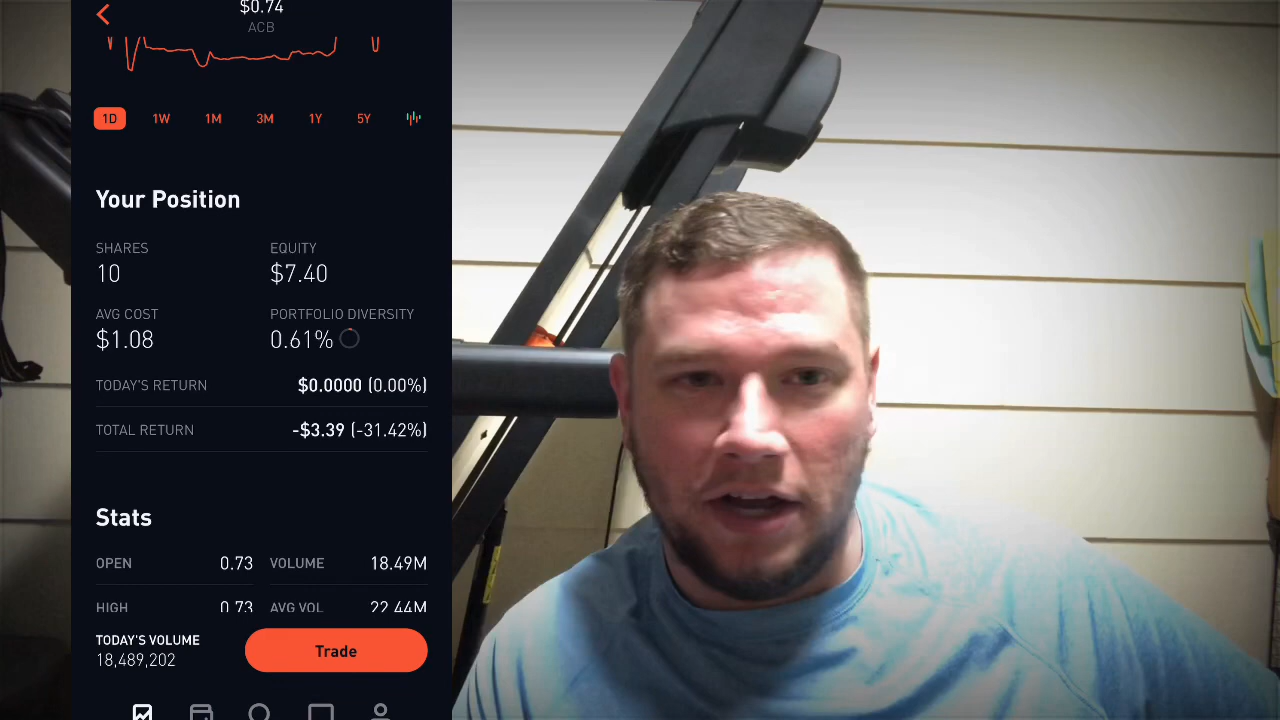 $0.74
ACB
1D 1W 1M 3M 1Y 5Y
Your Position
SHARES EQUITY
10 $7.40
AVG COST PORTFOLIO DIVERSITY
$1.08 0.61%
TODAY'S RETURN $0.0000 (0.00%)
TOTAL RETURN -$3.39 (-31.42%)
Stats
OPEN 0.73 VOLUME 18.49M
HIGH 0.73 AVG VOL 22.44M
TODAY'S VOLUME
18,489,202
Trade